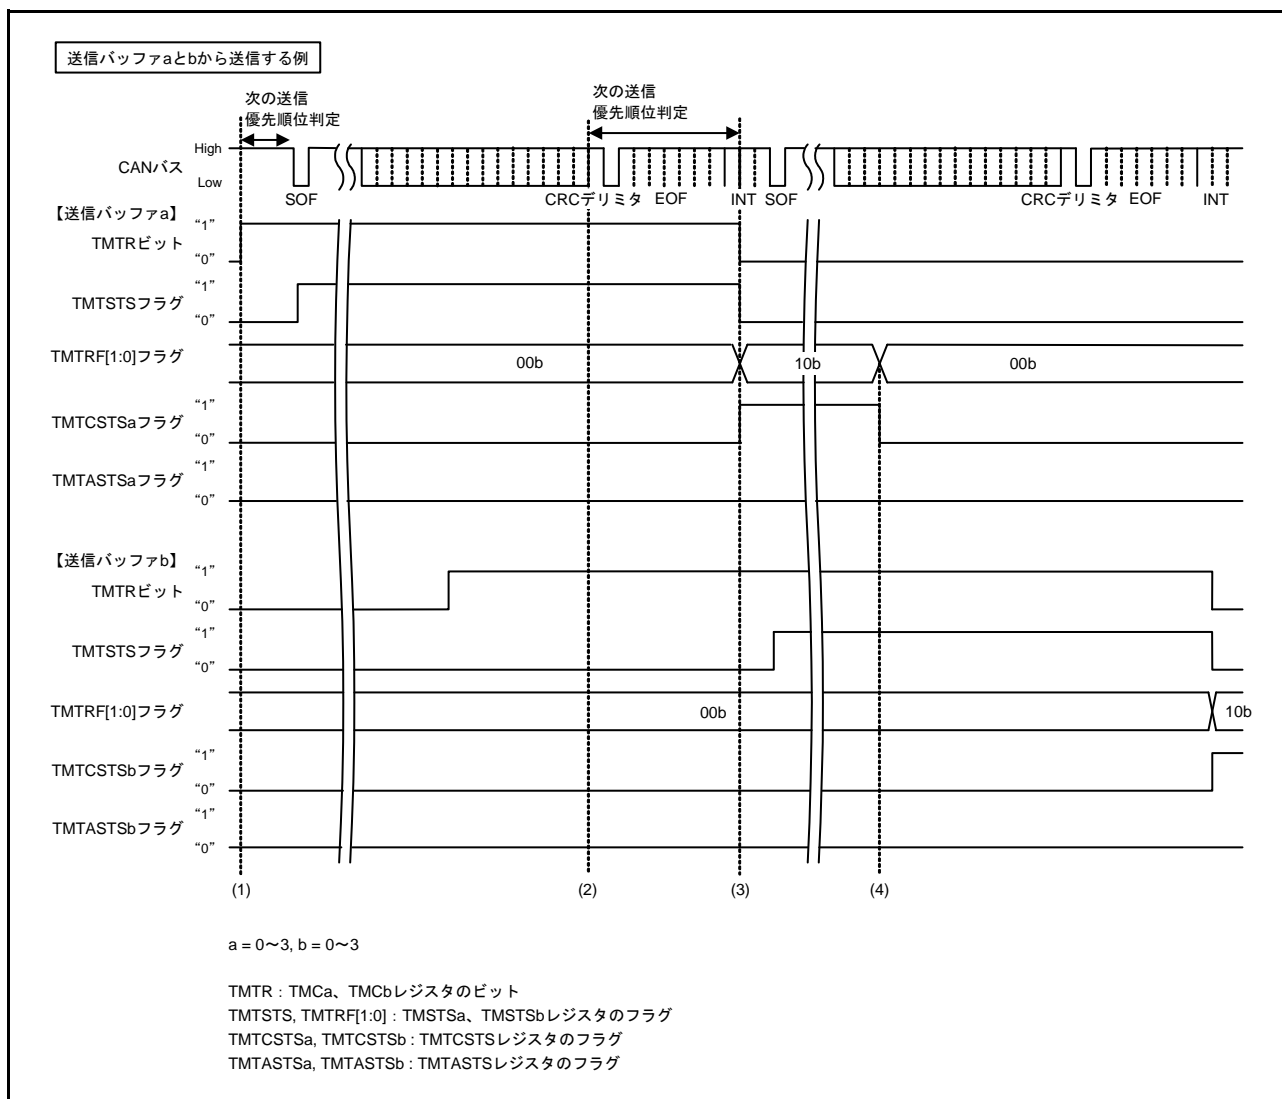 送信バッファaとbから送信する例
次の送信
優先順位判定
次の送信
優先順位判定
CANバス
High
Low
SOF
CRCデリミタ
EOF
INT
SOF
CRCデリミタ
EOF
INT
【送信バッファa】
TMTRビット
“1”
“0”
TMTSTSフラグ
“1”
“0”
TMTRF[1:0]フラグ
00b
10b
00b
TMTCSTSaフラグ
“1”
“0”
TMTASTSaフラグ
“1”
“0”
【送信バッファb】
TMTRビット
“1”
“0”
TMTSTSフラグ
“1”
“0”
TMTRF[1:0]フラグ
00b
10b
TMTCSTSbフラグ
“1”
“0”
TMTASTSbフラグ
“1”
“0”
(1)
(2)
(3)
(4)
a = 0〜3, b = 0〜3
TMTR : TMCa、TMCbレジスタのビット
TMTSTS, TMTRF[1:0] : TMSTSa、TMSTSbレジスタのフラグ
TMTCSTSa, TMTCSTSb : TMTCSTSレジスタのフラグ
TMTASTSa, TMTASTSb : TMTASTSレジスタのフラグ